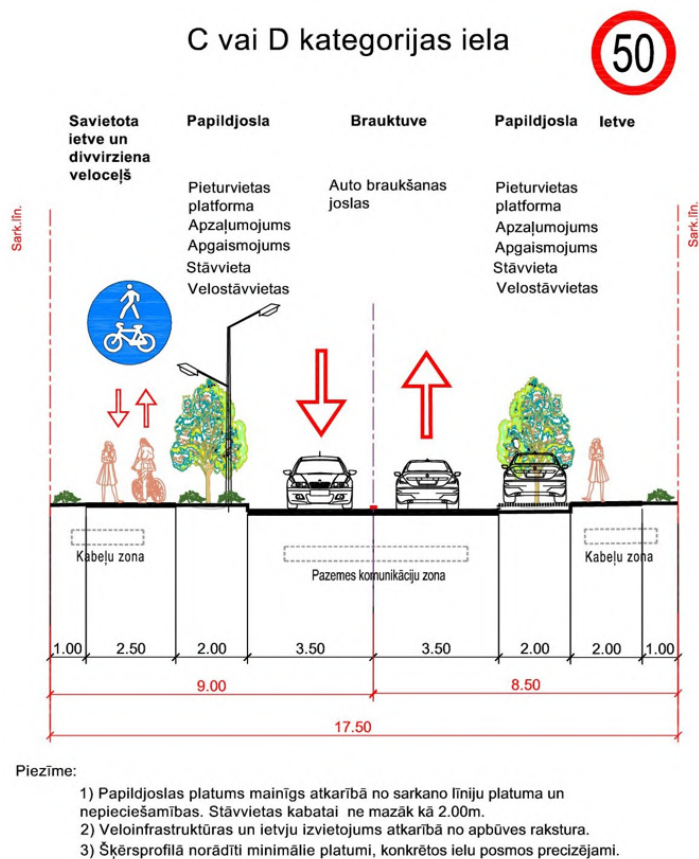 C vai D kategorijas iela
50
Savietota
ietve un
divvirziena
veloceļš
Papildjosla
Brauktuve
Papildjosla
Ietve
Pieturvietas
platforma
Apzaļumojums
Apgaismojums
Stāvvieta
Velostāvvietas
Auto braukšanas
joslas
Pieturvietas
platforma
Apzaļumojums
Apgaismojums
Stāvvieta
Velostāvvietas
Sark.līn.
Sark.līn.
Kabeļu zona
Pazemes komunikāciju zona
Kabeļu zona
1.00
2.50
2.00
3.50
3.50
2.00
2.00
1.00
9.00
8.50
17.50
Piezīme:
1) Papildjoslas platums mainīgs atkarībā no sarkano līniju platuma un
nepieciešamības. Stāvvietas kabatai ne mazāk kā 2.00m.
2) Veloinfrastruktūras un ietvju izvietojums atkarībā no apbūves rakstura.
3) Šķērsprofilā norādīti minimālie platumi, konkrētos ielu posmos precizējami.